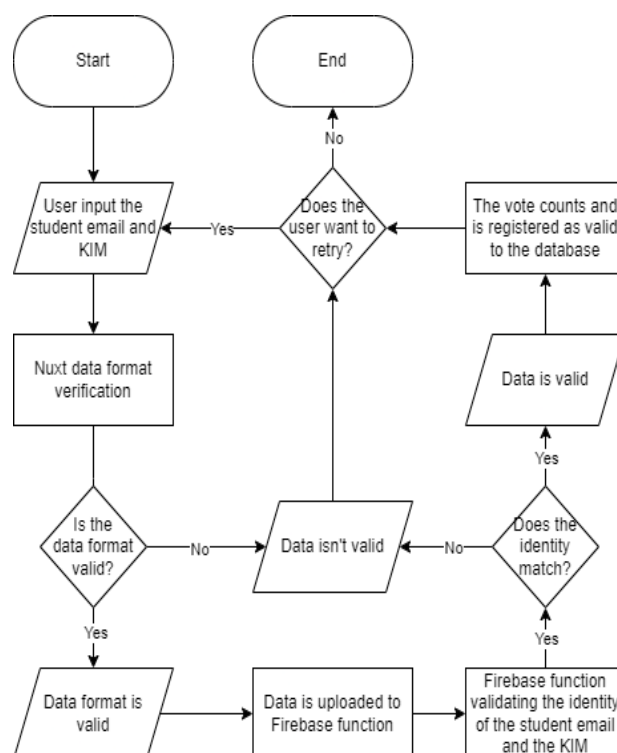 Start
End
No
User input the
student email and
KIM
Yes
Does the
user want to
retry?
The vote counts and
is registered as valid
to the database
Nuxt data format
verification
Data is valid
Yes
Is the
data format
valid?
No
Data isn't valid
No
Does the
identity
match?
Yes
Yes
Data format is
valid
Data is uploaded to
Firebase function
Firebase function
validating the identity
of the student email
and the KIM